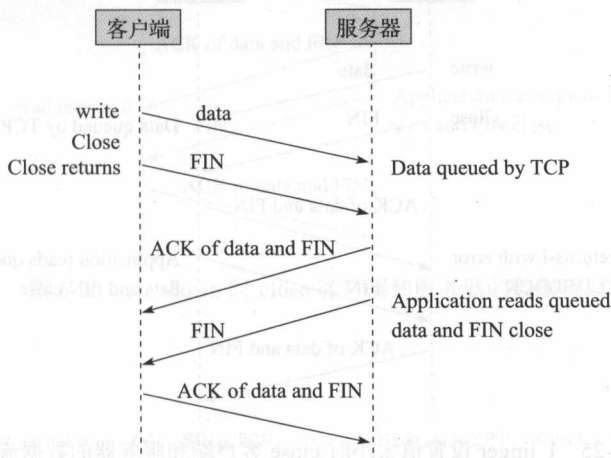 客户端
服务器
write
data
Close
Close returns
FIN
Data queued by TCP
ACK of data and FIN
Application reads queued
data and FIN close
FIN
ACK of data and FIN